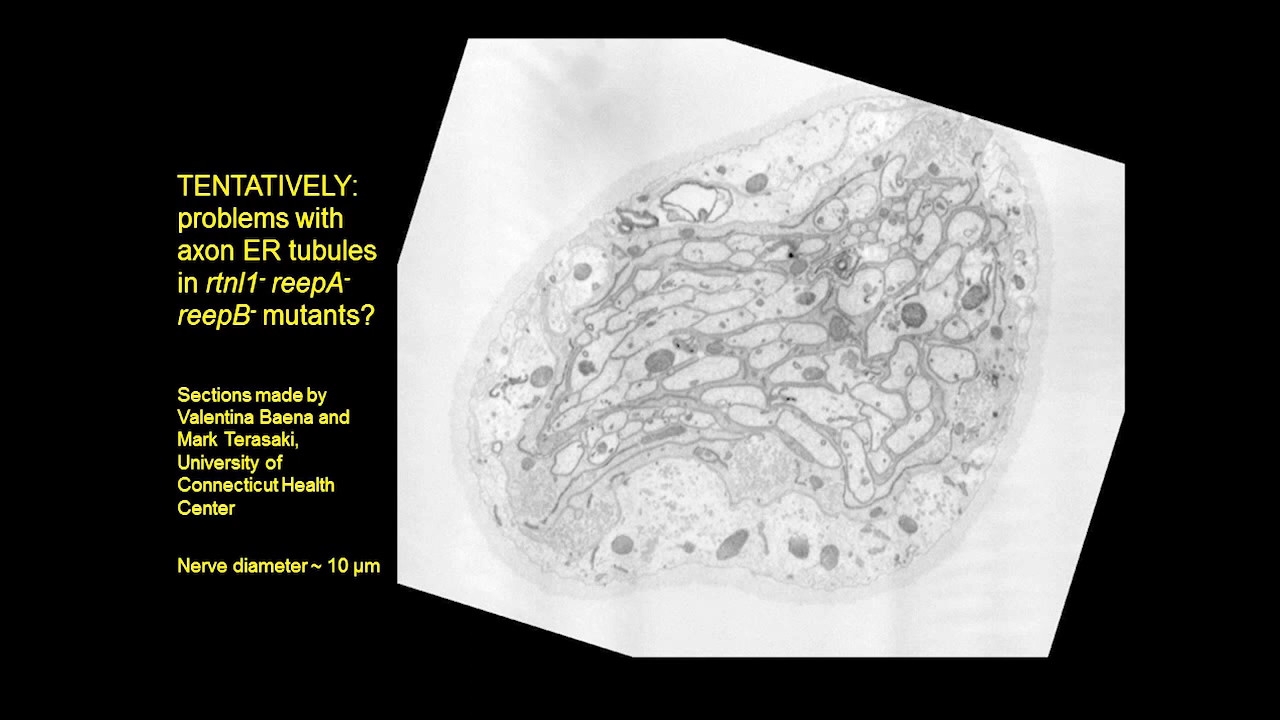 TENTATIVELY:
problems with
axon ER tubules
in rtnl1- reepA-
reepB- mutants?
Sections made by
Valentina Baena and
Mark Terasaki,
University of
Connecticut Health
Center
Nerve diameter ~ 10 µm